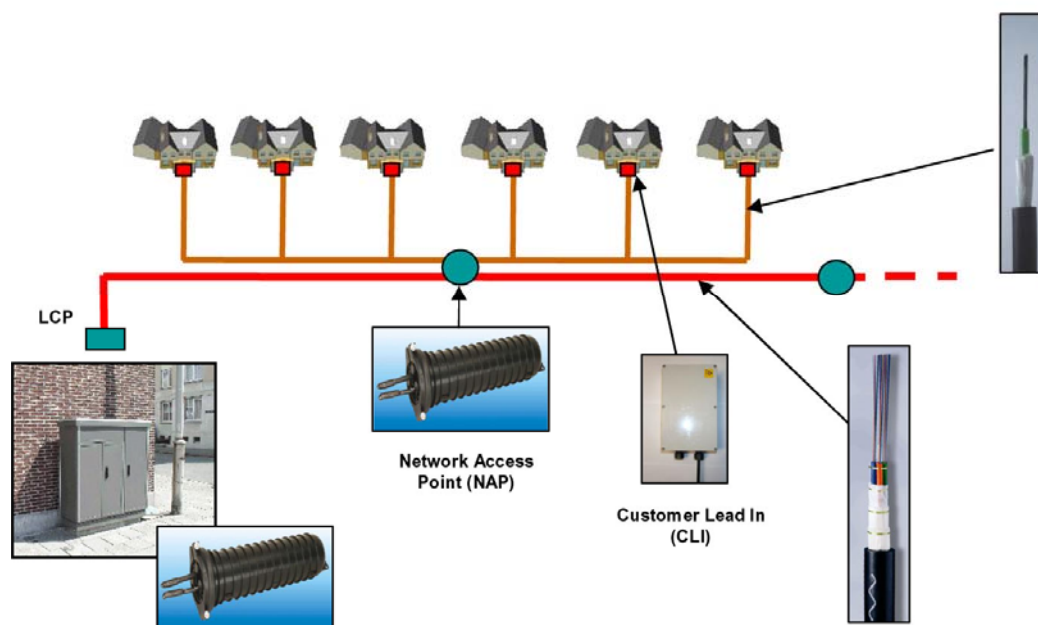 LCP
Network Access
Point (NAP)
Customer Lead In
(CLI)